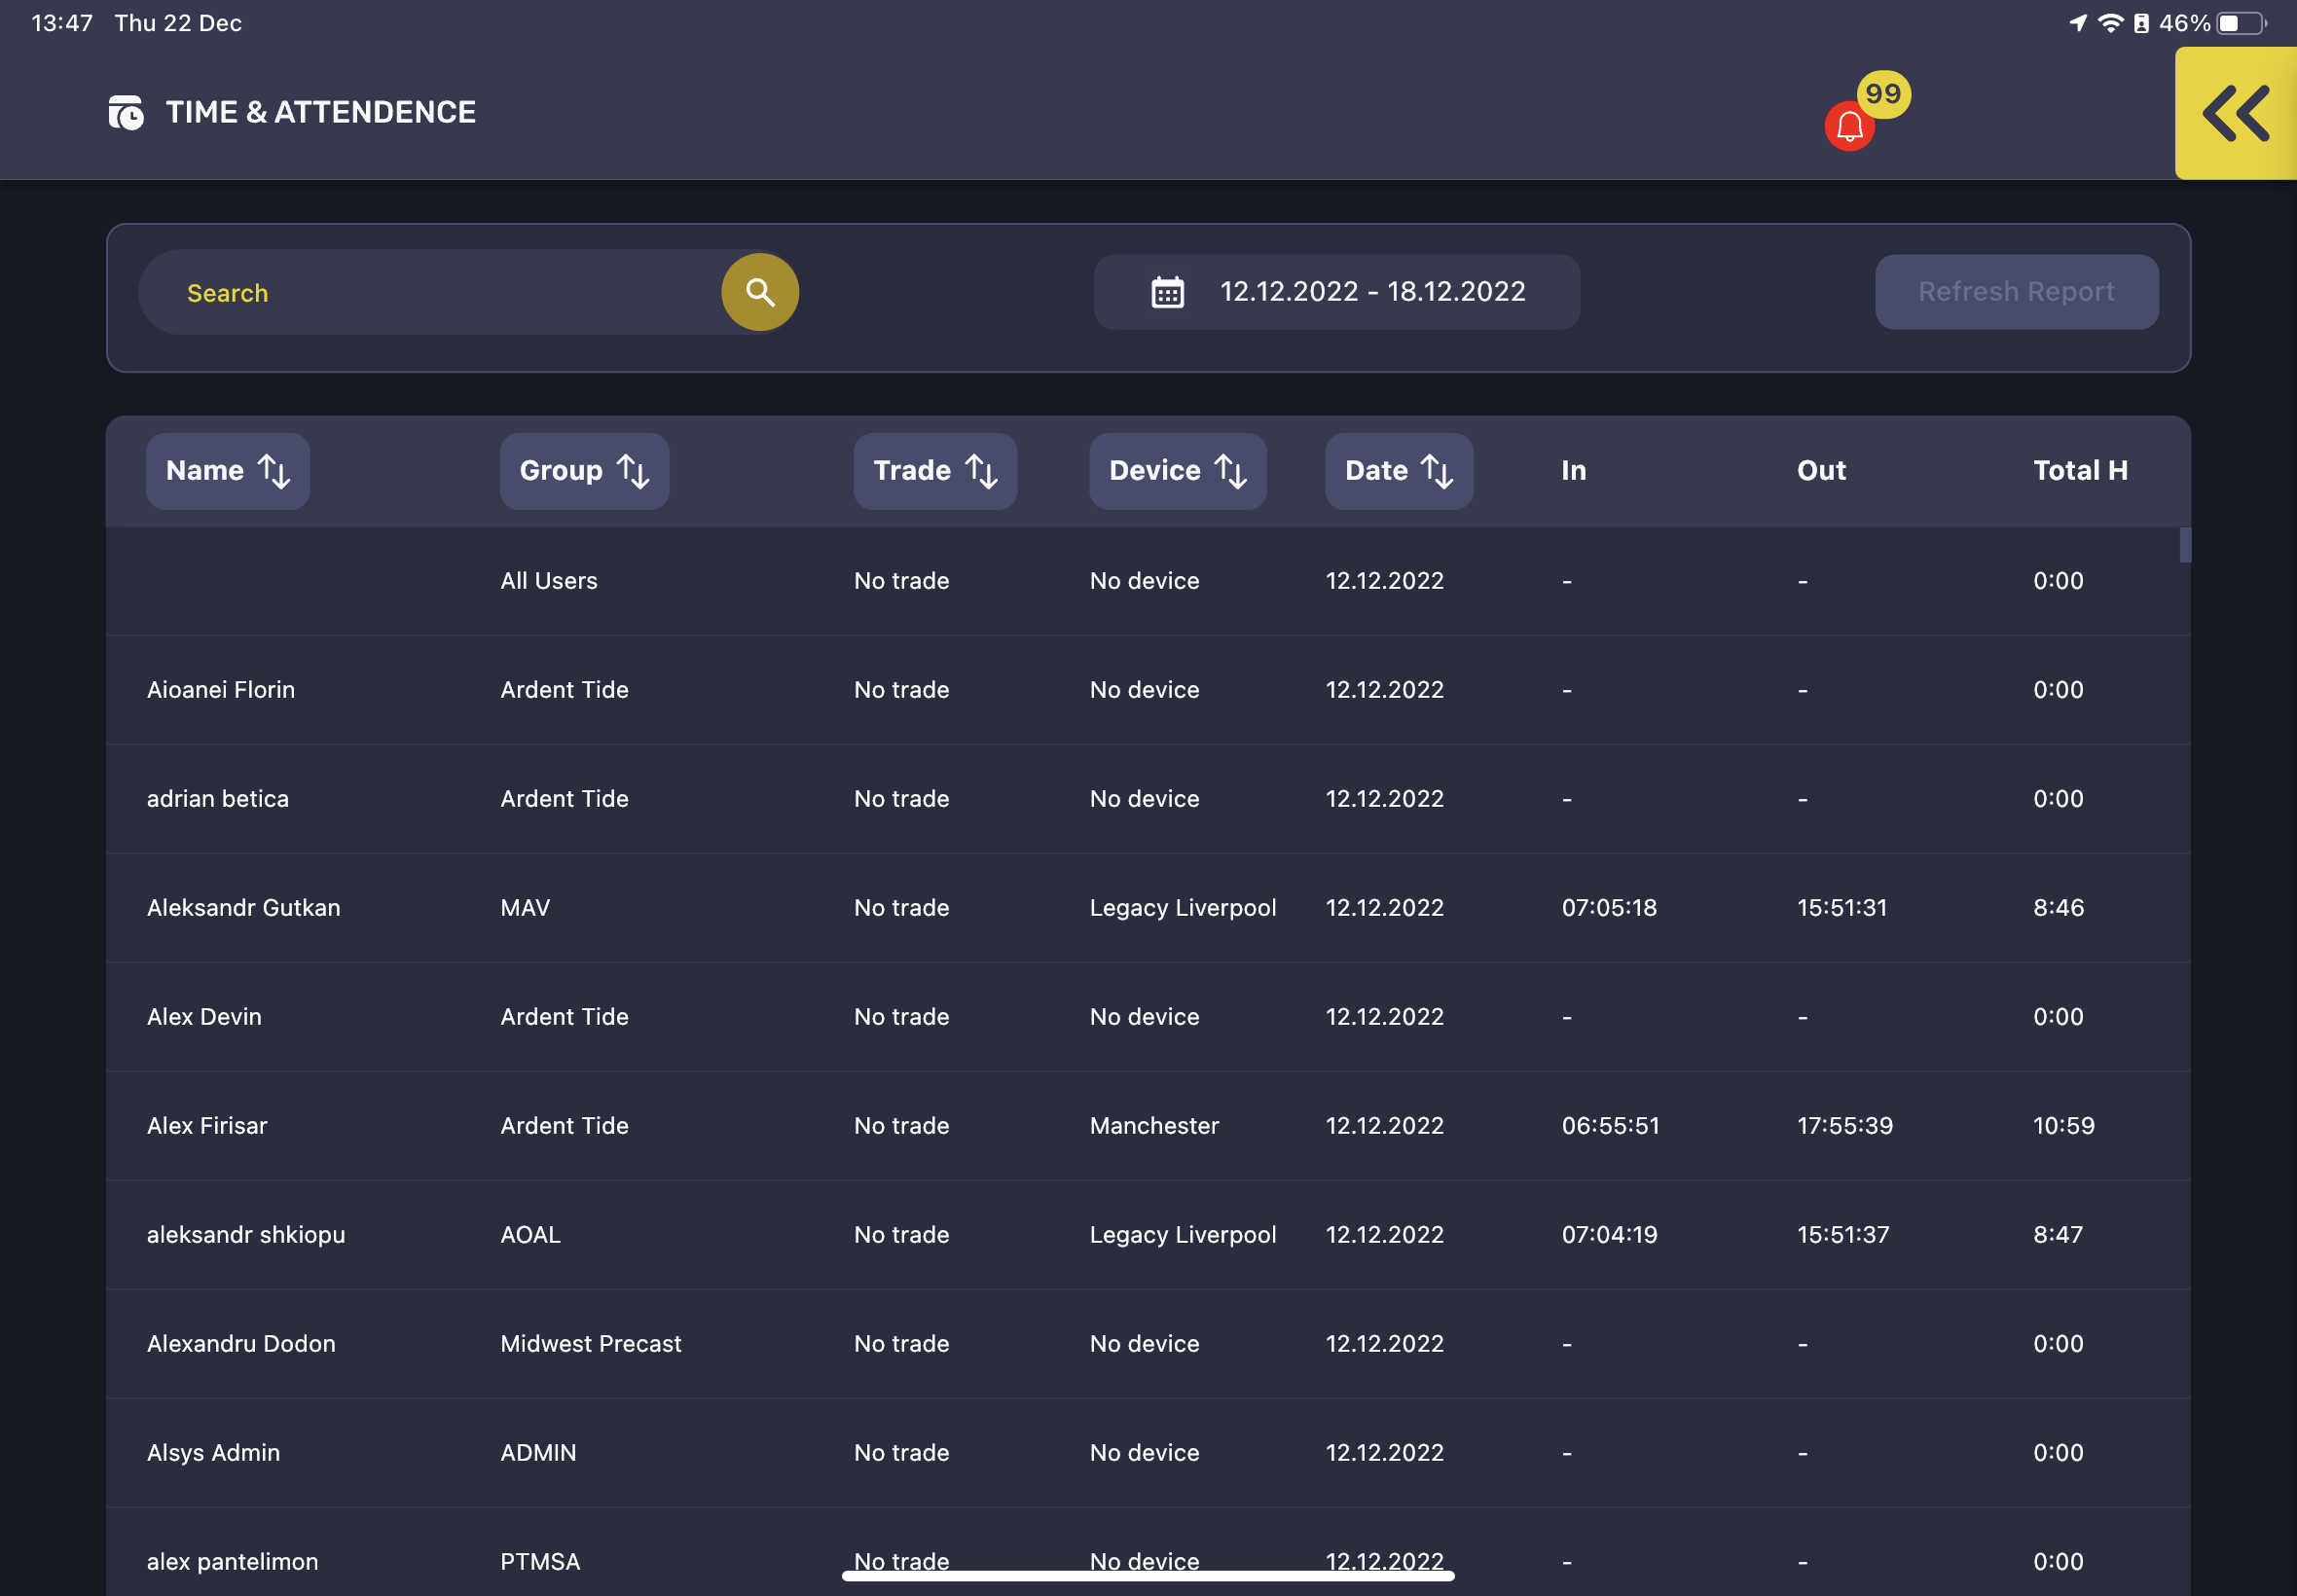 13:47 Thu 22 Dec 46%
TIME & ATTENDENCE 99
Search 12.12.2022 - 18.12.2022 Refresh Report
Name Group Trade Device Date In Out Total H
All Users No trade No device 12.12.2022 - - 0:00
Aioanei Florin Ardent Tide No trade No device 12.12.2022 - - 0:00
adrian betica Ardent Tide No trade No device 12.12.2022 - - 0:00
Aleksandr Gutkan MAV No trade Legacy Liverpool 12.12.2022 07:05:18 15:51:31 8:46
Alex Devin Ardent Tide No trade No device 12.12.2022 - - 0:00
Alex Firisar Ardent Tide No trade Manchester 12.12.2022 06:55:51 17:55:39 10:59
aleksandr shkiopu AOAL No trade Legacy Liverpool 12.12.2022 07:04:19 15:51:37 8:47
Alexandru Dodon Midwest Precast No trade No device 12.12.2022 - - 0:00
Alsys Admin ADMIN No trade No device 12.12.2022 - - 0:00
alex pantelimon PTMSA No trade No device 12.12.2022 - - 0:00